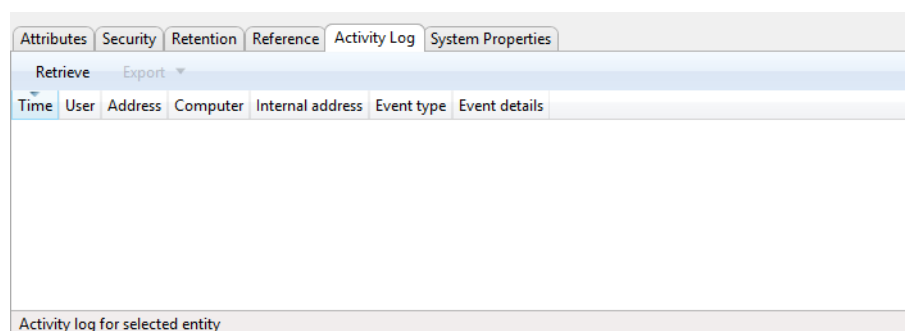 Attributes Security Retention Reference Activity Log System Properties
Retrieve Export
Time User Address Computer Internal address Event type Event details
Activity log for selected entity